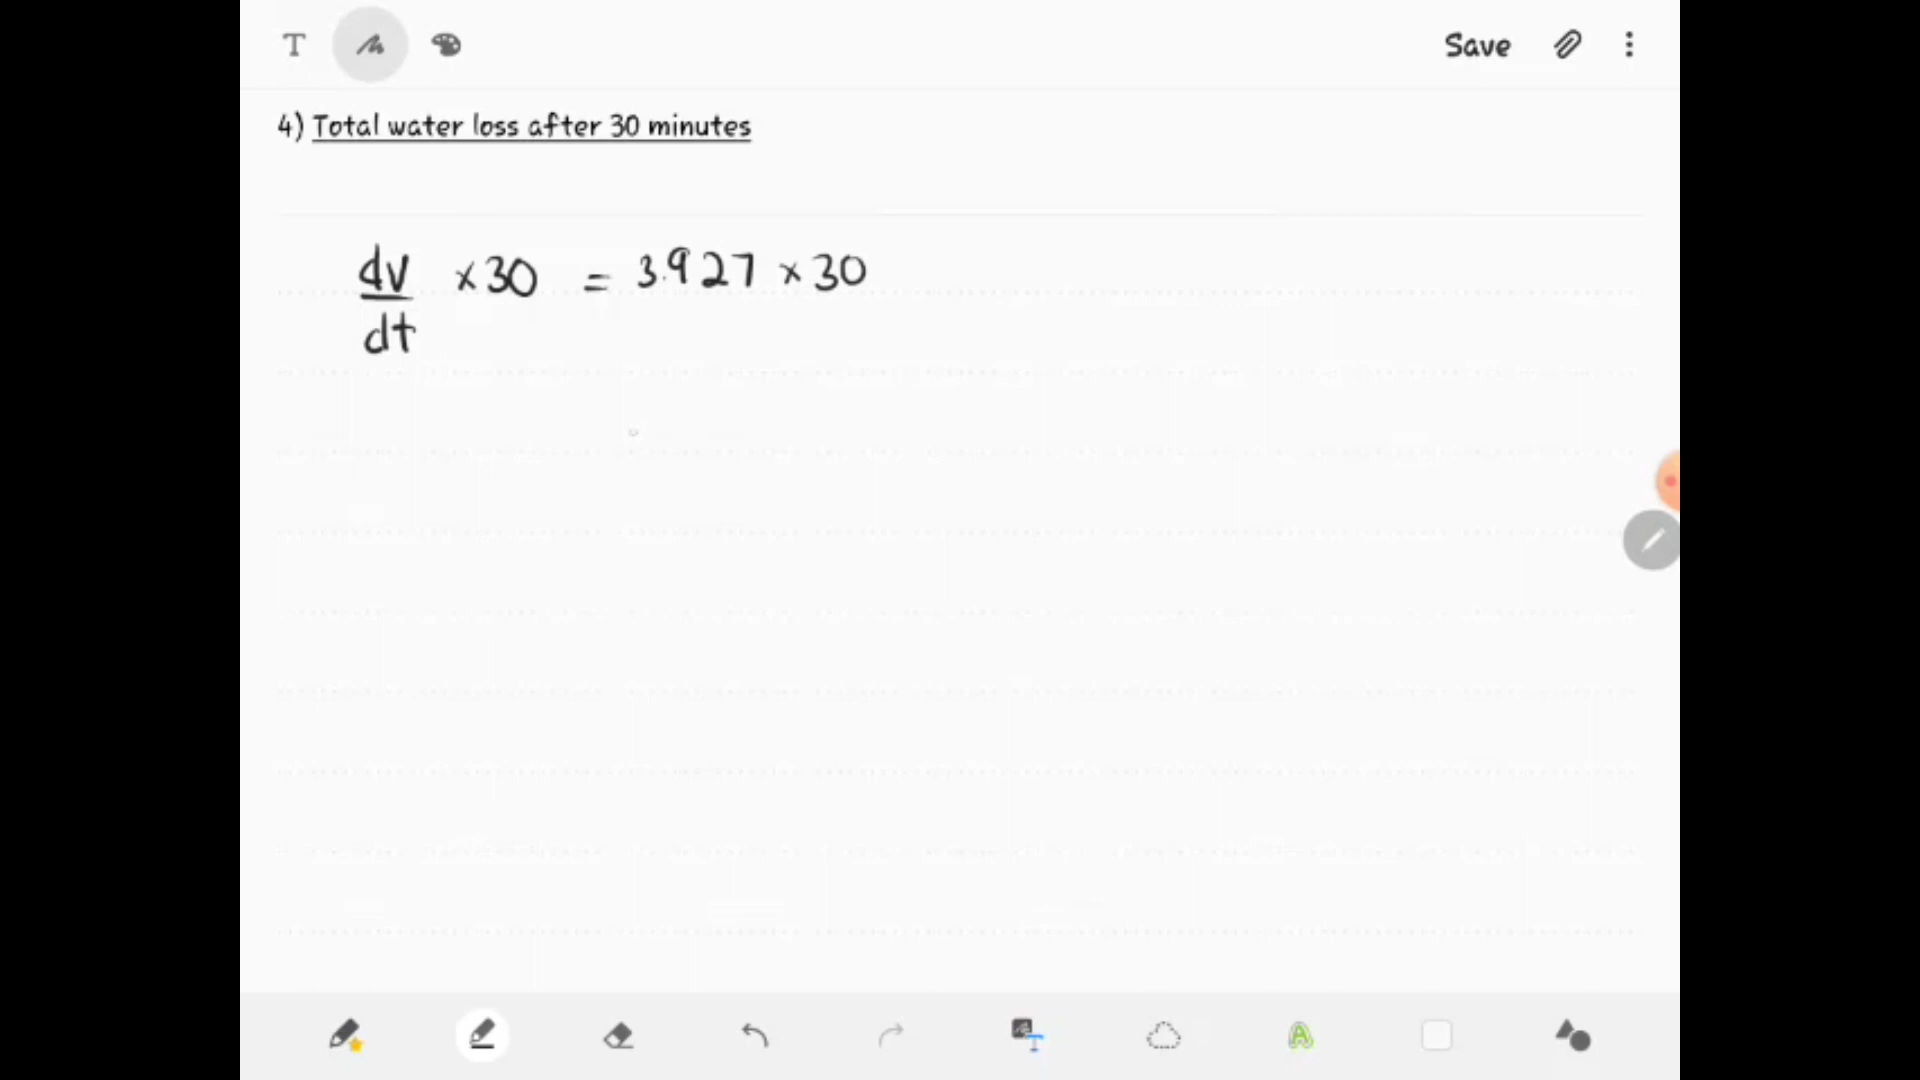 T Save
4) Total water loss after 30 minutes
dv/dt × 30 = 3.927 × 30
T
A